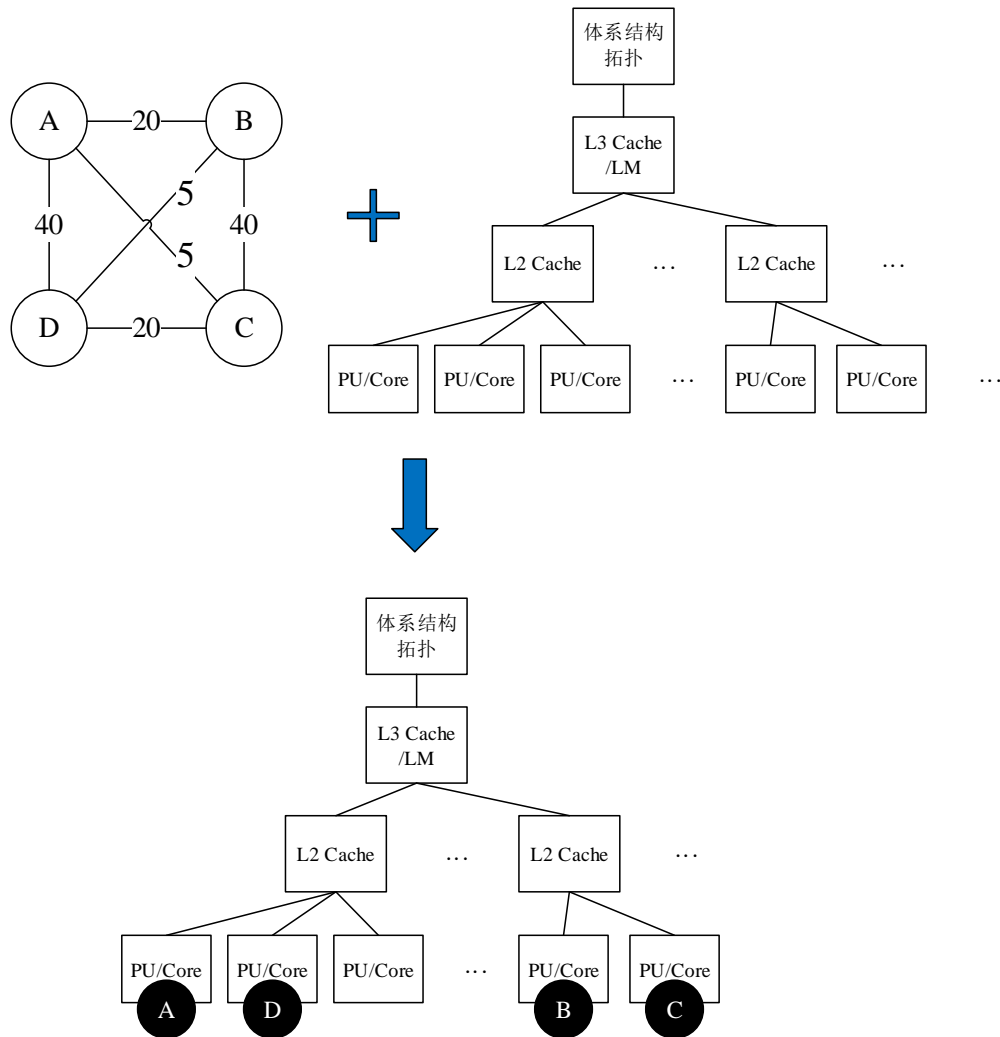 体系结构
拓扑
A
20
B
L3 Cache
/LM
5
40
40
5
L2 Cache
...
L2 Cache
...
D
20
C
PU/Core
PU/Core
PU/Core
...
PU/Core
PU/Core
...
体系结构
拓扑
L3 Cache
/LM
L2 Cache
...
L2 Cache
...
PU/Core
PU/Core
PU/Core
...
PU/Core
PU/Core
A
D
B
C